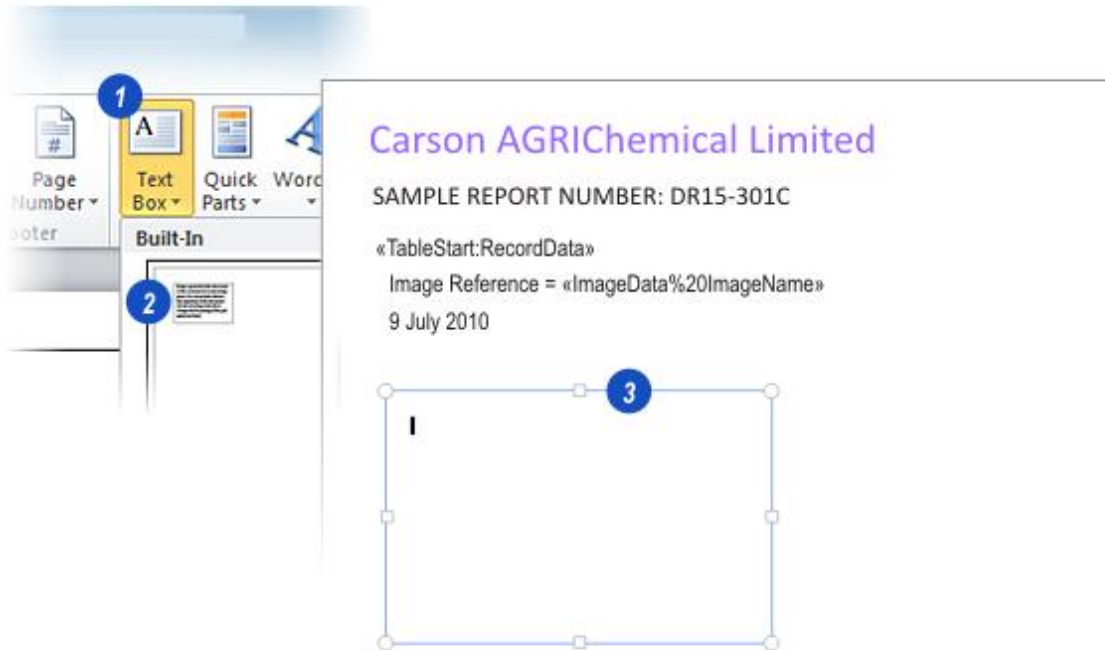 1
A
#
Page
Number
Text
Box
Quick
Parts
Built-In
2
Carson AGRIChemical Limited
SAMPLE REPORT NUMBER: DR15-301C
«TableStart:RecordData»
Image Reference = «ImageData%20ImageName»
9 July 2010
3